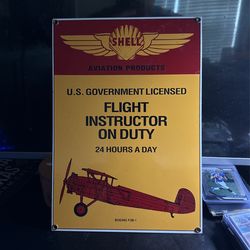 SHELL
AVIATION PRODUCTS
U.S. GOVERNMENT LICENSED
FLIGHT
INSTRUCTOR
ON DUTY
24 HOURS A DAY